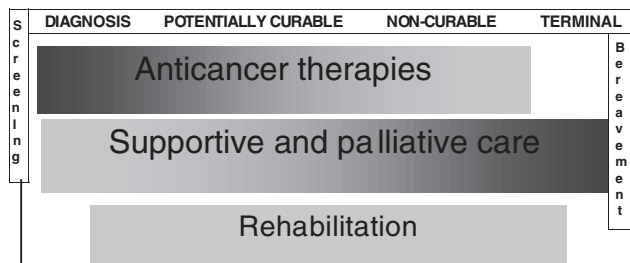 Screening
DIAGNOSIS POTENTIALLY CURABLE NON-CURABLE TERMINAL
Anticancer therapies
Supportive and palliative care
Rehabilitation
Bereavement